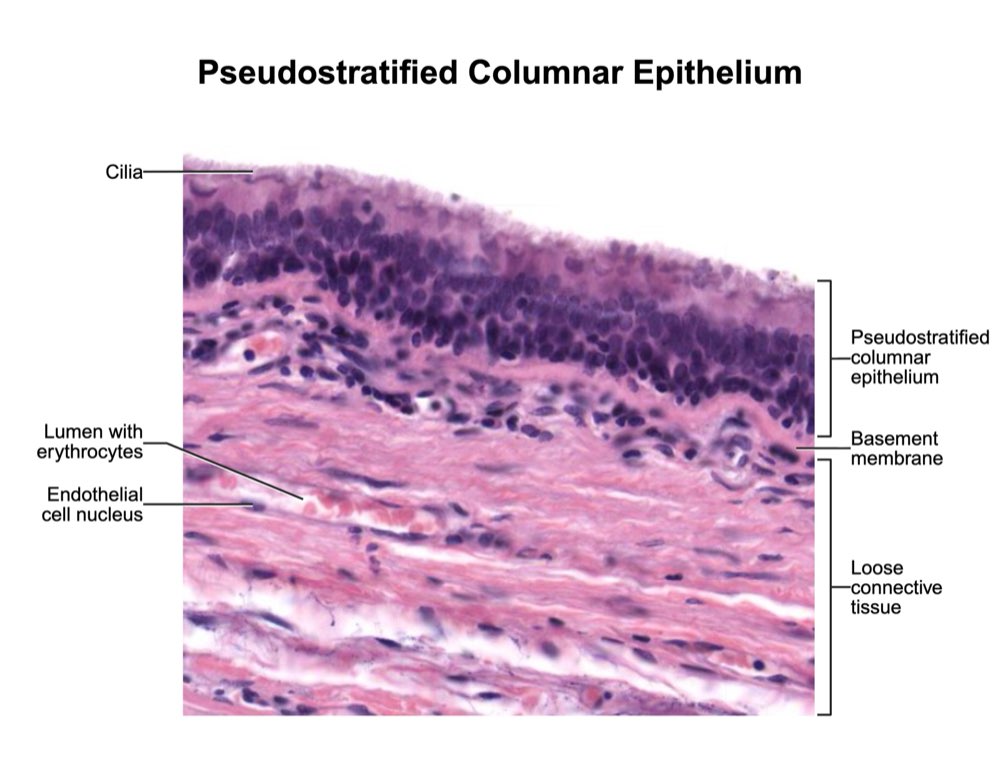 Pseudostratified Columnar Epithelium
Cilia
Lumen with
erythrocytes
Endothelial
cell nucleus
Pseudostratified
columnar
epithelium
Basement
membrane
Loose
connective
tissue